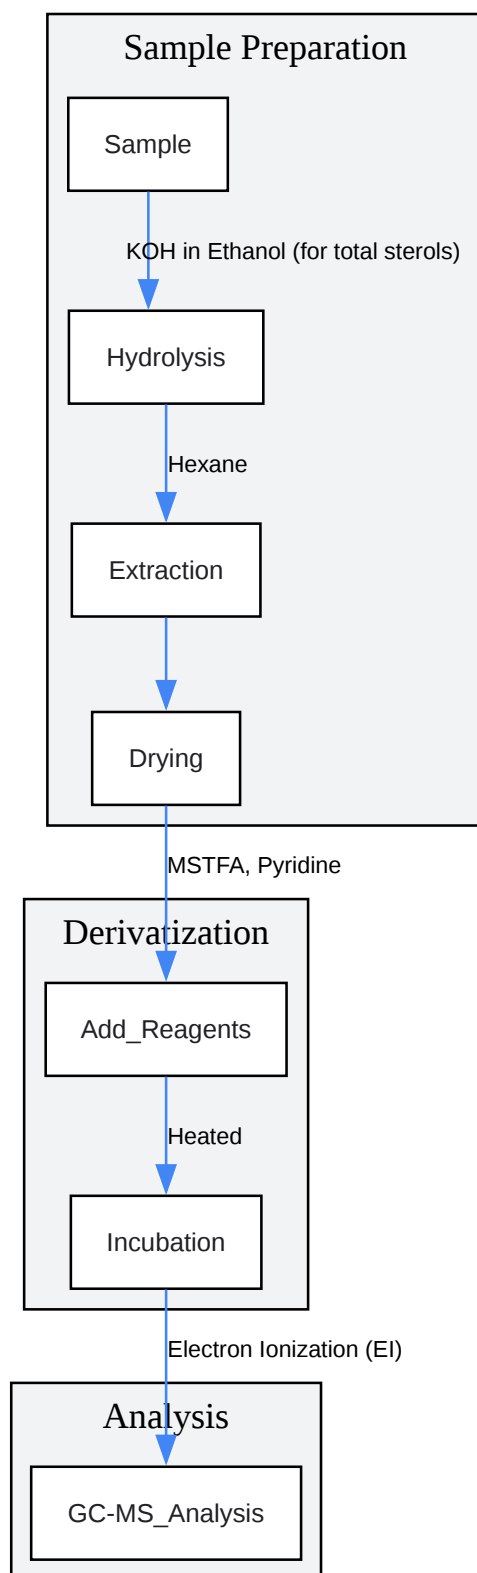 Sample Preparation
Sample
KOH in Ethanol (for total sterols)
Hydrolysis
Hexane
Extraction
Drying
MSTFA, Pyridine
Derivatization
Add_Reagents
Heated
Incubation
Electron Ionization (EI)
Analysis
GC-MS_Analysis